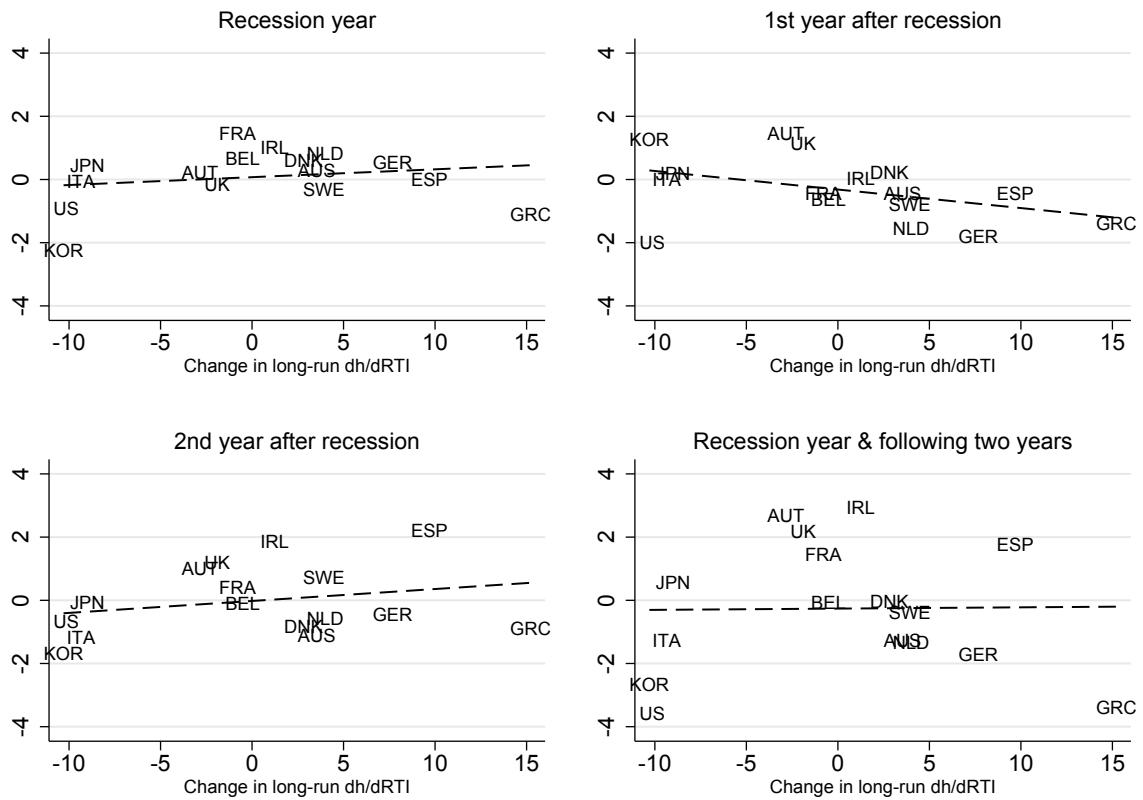 Recession year
4
2
0
-2
-4
FRA
IRL
NLD
JPN
BEL
DNK
GER
AUT
AUS
ITA
UK
SWE
ESP
US
GRC
KOR
-10 -5 0 5 10 15
Change in long-run dh/dRTI
1st year after recession
4
2
0
-2
-4
KOR
AUT
UK
JPN
ITA
IRL
DNK
FRA
BEL
AUS
SWE
ESP
NLD
GRC
US
GER
-10 -5 0 5 10 15
Change in long-run dh/dRTI
2nd year after recession
4
2
0
-2
-4
ESP
IRL
UK
AUT
SWE
FRA
JPN
BEL
US
NLD
GER
DNK
AUS
GRC
ITA
KOR
-10 -5 0 5 10 15
Change in long-run dh/dRTI
Recession year & following two years
4
2
0
-2
-4
IRL
AUT
UK
ESP
FRA
JPN
BEL
DNK
SWE
ITA
AUS
NLD
GER
KOR
US
GRC
-10 -5 0 5 10 15
Change in long-run dh/dRTI